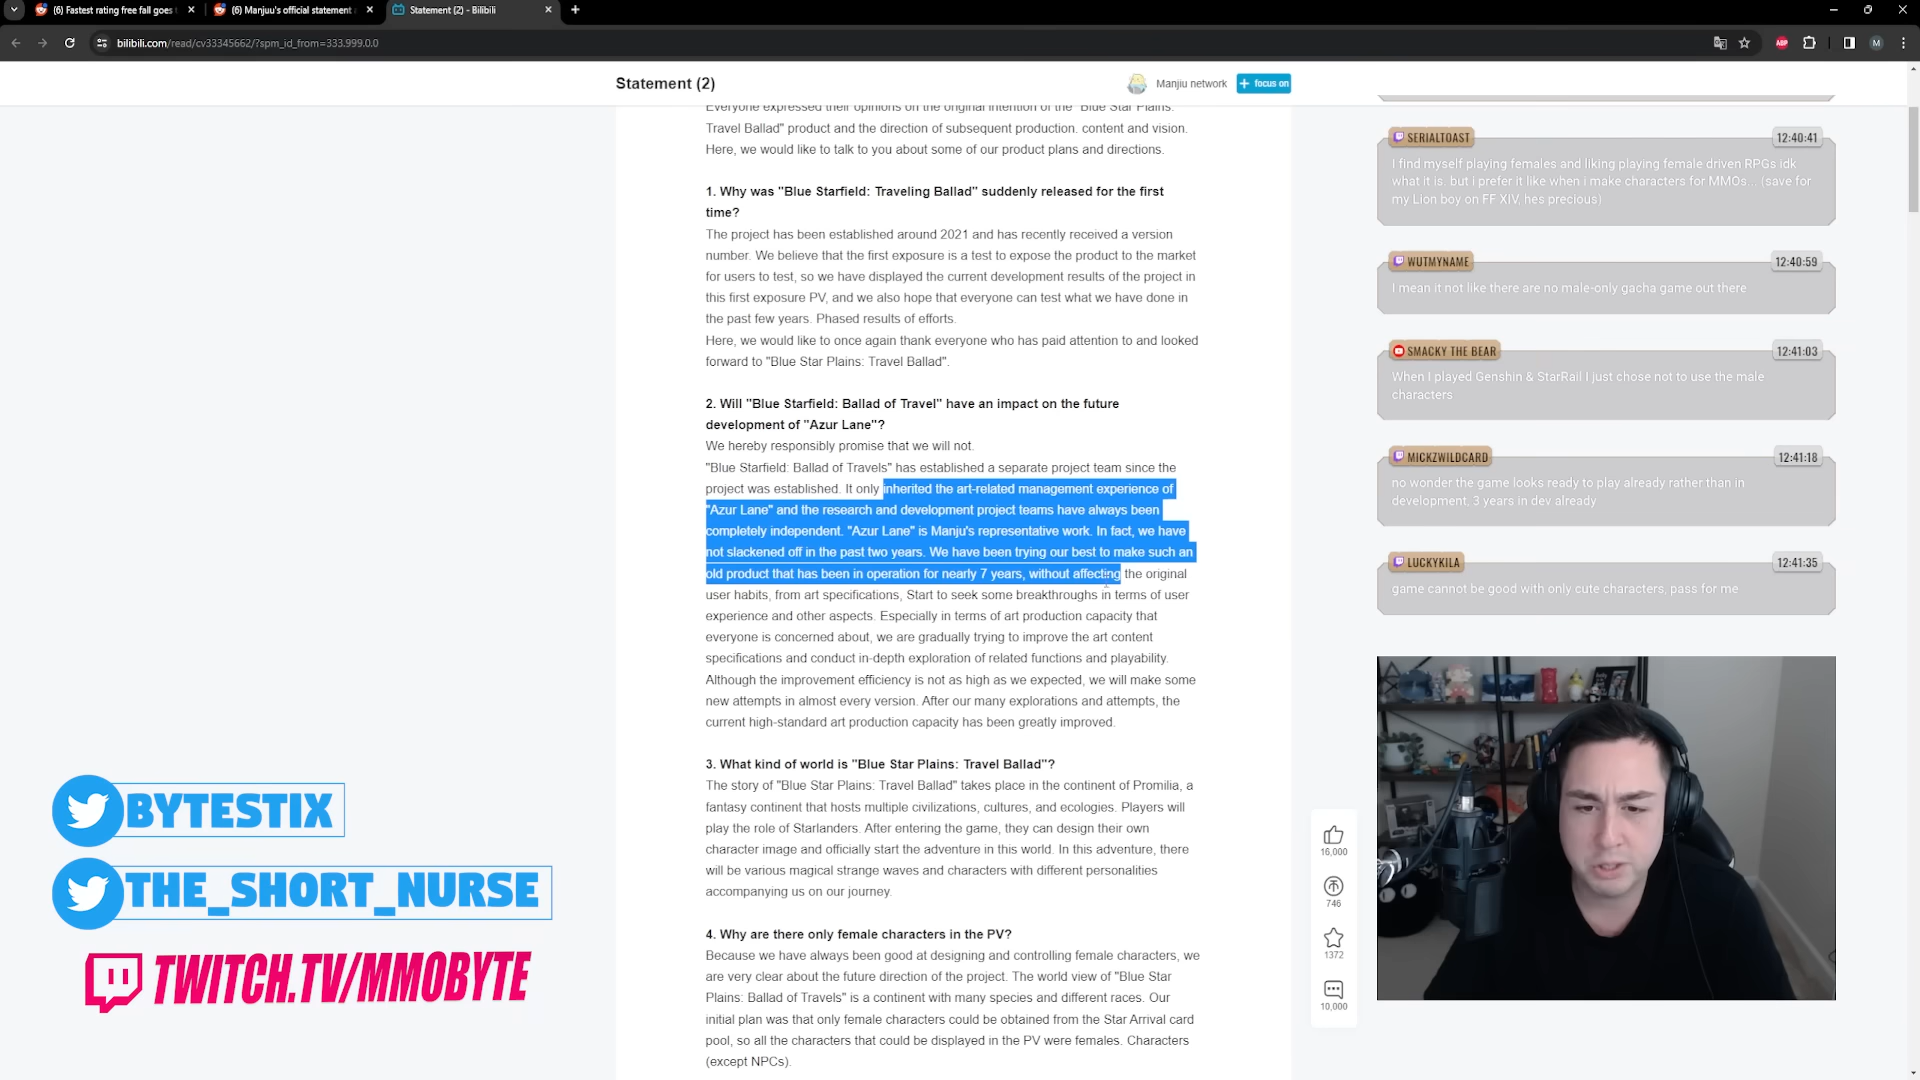 (6) Fastest rating free fall goes
(6) Manjuu's official statement
Statement (2) - Bilibili
bilibili.com/read/cv33345662/?spm_id_from=333.999.0.0
ABP
M
Statement (2)
Manjiu network
+ focus on
Everyone expressed their opinions on the original intention of the "Blue Star Plains:
Travel Ballad" product and the direction of subsequent production. content and vision.
Here, we would like to talk to you about some of our product plans and directions.
1. Why was "Blue Starfield: Traveling Ballad" suddenly released for the first
time?
The project has been established around 2021 and has recently received a version
number. We believe that the first exposure is a test to expose the product to the market
for users to test, so we have displayed the current development results of the project in
this first exposure PV, and we also hope that everyone can test what we have done in
the past few years. Phased results of efforts.
Here, we would like to once again thank everyone who has paid attention to and looked
forward to "Blue Star Plains: Travel Ballad".
2. Will "Blue Starfield: Ballad of Travel" have an impact on the future
development of "Azur Lane"?
We hereby responsibly promise that we will not.
"Blue Starfield: Ballad of Travels" has established a separate project team since the
project was established. It only inherited the art-related management experience of
"Azur Lane" and the research and development project teams have always been
completely independent. "Azur Lane" is Manju's representative work. In fact, we have
not slackened off in the past two years. We have been trying our best to make such an
old product that has been in operation for nearly 7 years, without affecting the original
user habits, from art specifications, Start to seek some breakthroughs in terms of user
experience and other aspects. Especially in terms of art production capacity that
everyone is concerned about, we are gradually trying to improve the art content
specifications and conduct in-depth exploration of related functions and playability.
Although the improvement efficiency is not as high as we expected, we will make some
new attempts in almost every version. After our many explorations and attempts, the
current high-standard art production capacity has been greatly improved.
3. What kind of world is "Blue Star Plains: Travel Ballad"?
The story of "Blue Star Plains: Travel Ballad" takes place in the continent of Promilia, a
fantasy continent that hosts multiple civilizations, cultures, and ecologies. Players will
play the role of Starlanders. After entering the game, they can design their own
character image and officially start the adventure in this world. In this adventure, there
will be various magical strange waves and characters with different personalities
accompanying us on our journey.
4. Why are there only female characters in the PV?
Because we have always been good at designing and controlling female characters, we
are very clear about the future direction of the project. The world view of "Blue Star
Plains: Ballad of Travels" is a continent with many species and different races. Our
initial plan was that only female characters could be obtained from the Star Arrival card
pool, so all the characters that could be displayed in the PV were females. Characters
(except NPCs).
16,000
746
1372
10,000
SERIALTOAST
12:40:41
I find myself playing females and liking playing female driven RPGs idk
what it is. but i prefer it like when i make characters for MMOs... (save for
my Lion boy on FF XIV, hes precious)
WUTMYNAME
12:40:59
I mean it not like there are no male-only gacha game out there
SMACKY THE BEAR
12:41:03
When I played Genshin & StarRail I just chose not to use the male
characters
MICKZWILDCARD
12:41:18
no wonder the game looks ready to play already rather than in
development, 3 years in dev already
LUCKYKILA
12:41:35
game cannot be good with only cute characters, pass for me
BYTESTIX
THE_SHORT_NURSE
TWITCH.TV/MMOBYTE